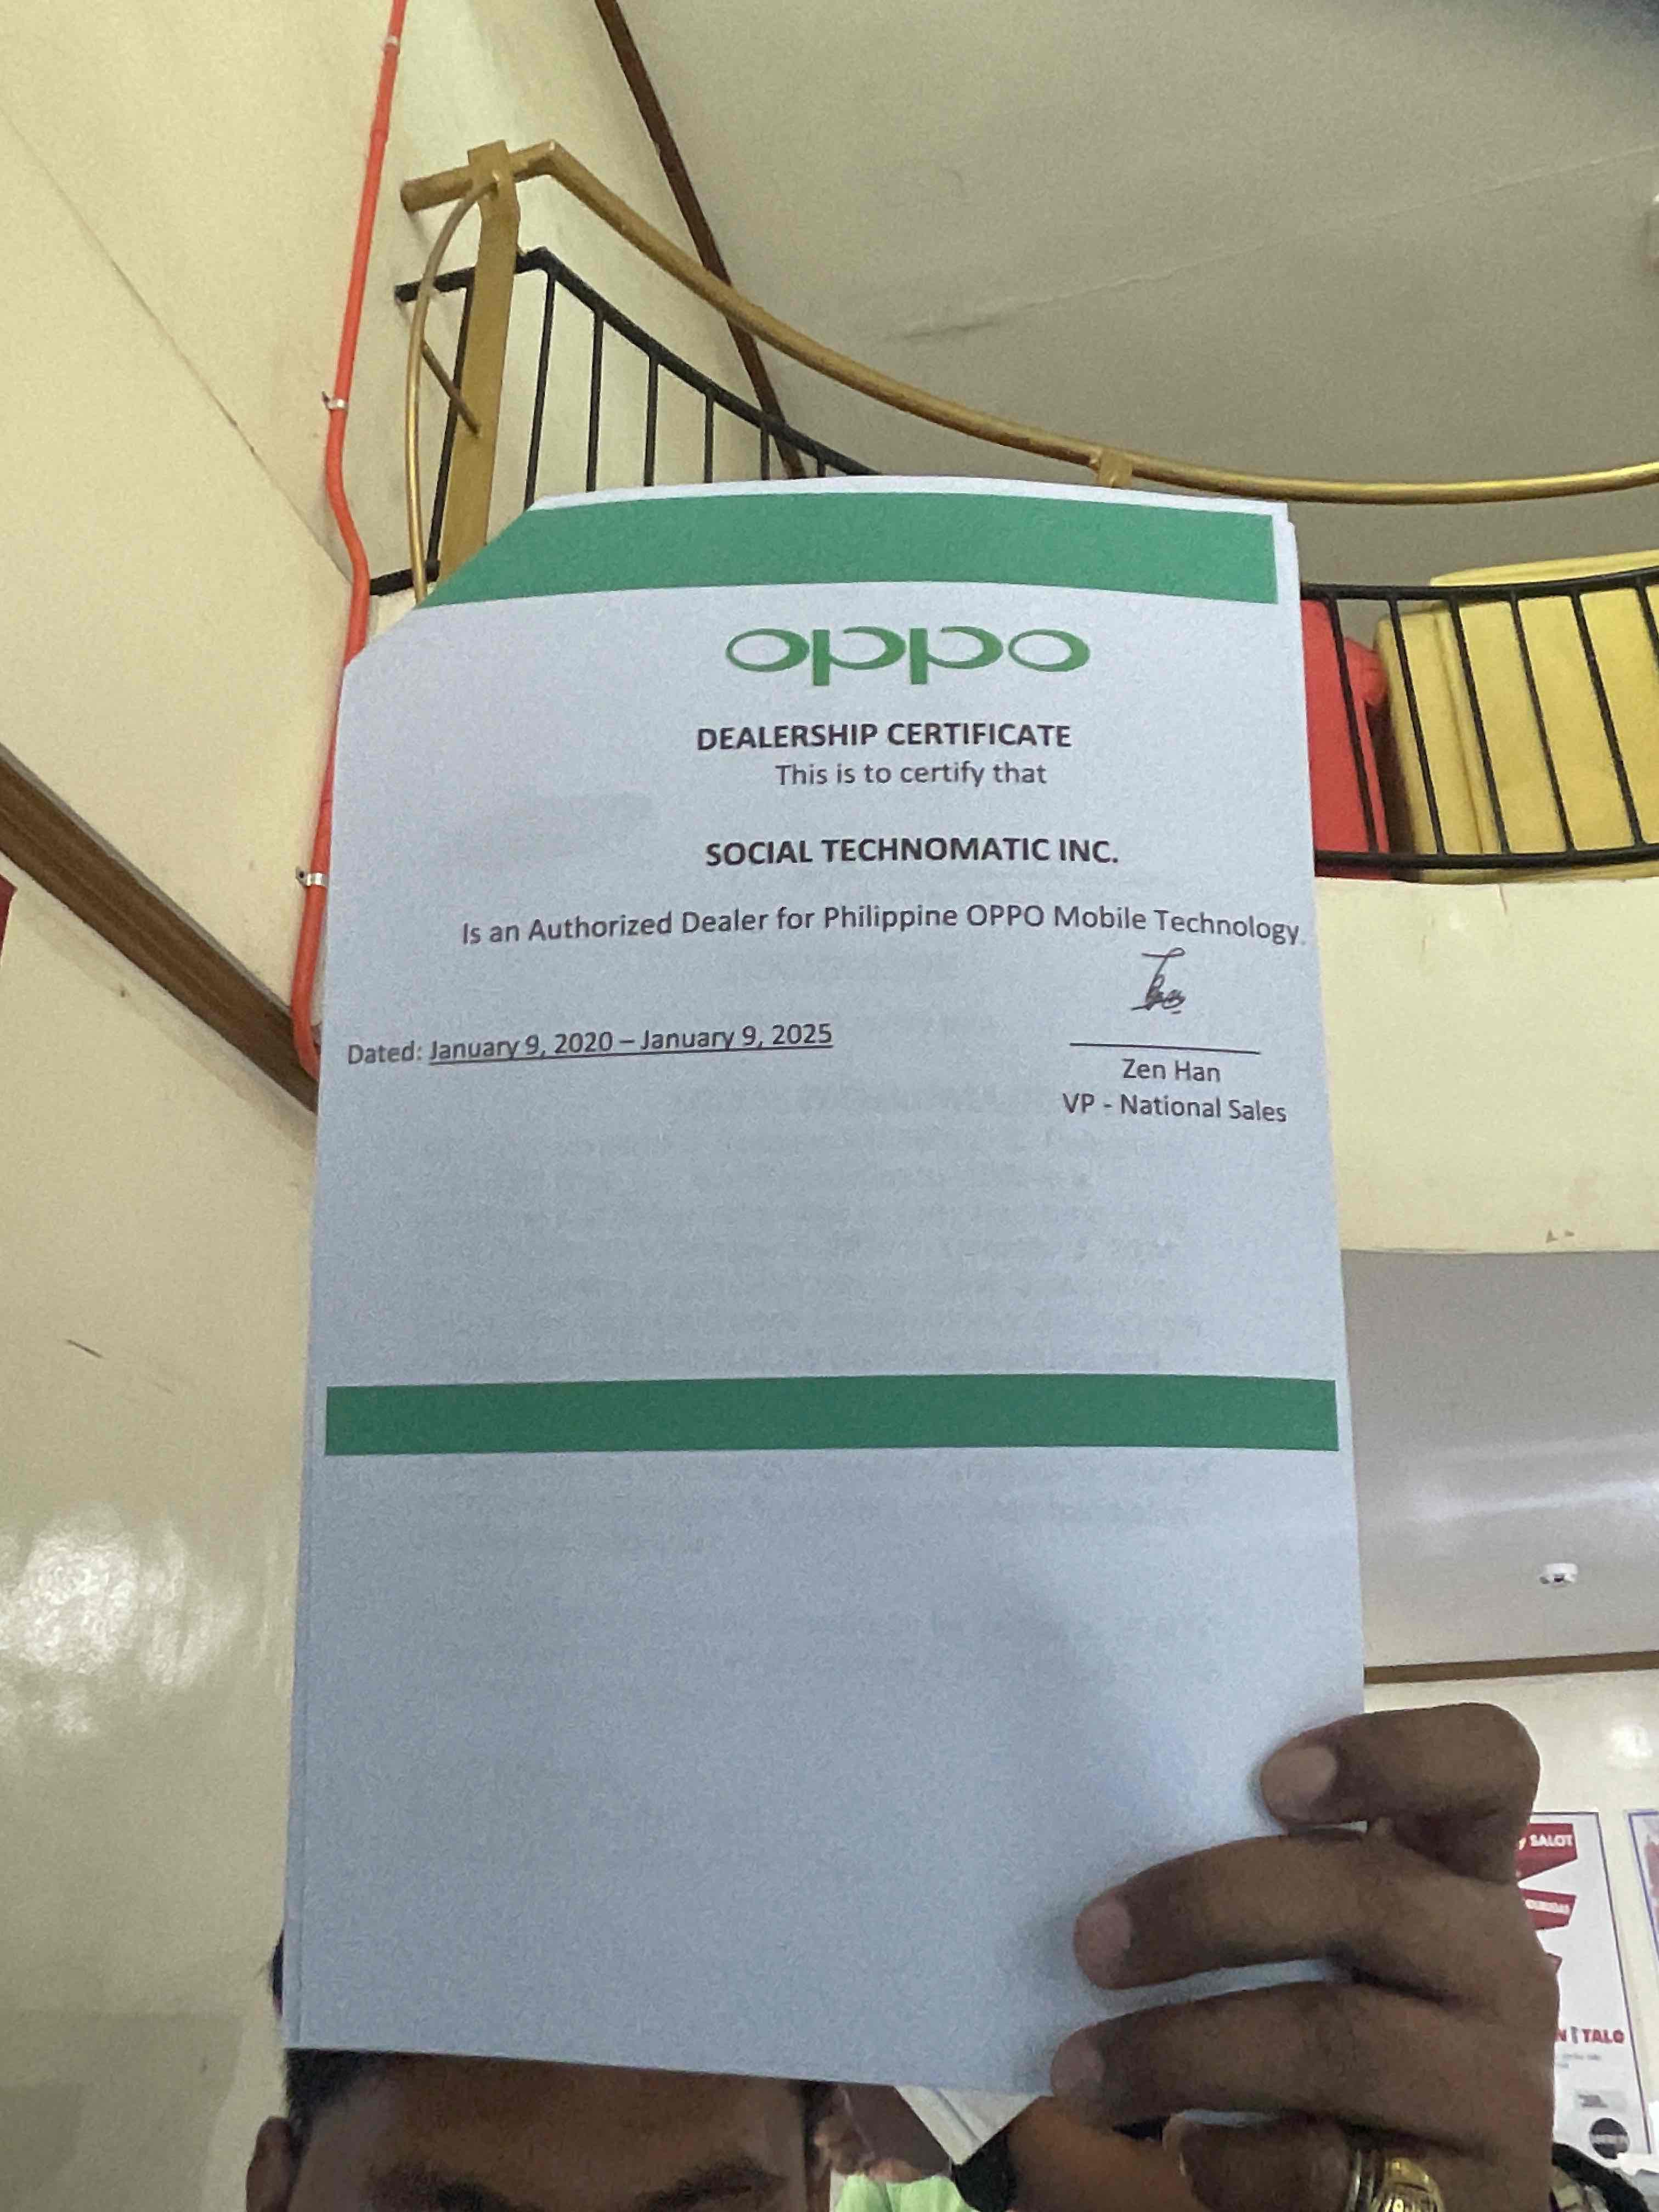 oppo
DEALERSHIP CERTIFICATE
This is to certify that
SOCIAL TECHNOMATIC INC.
Is an Authorized Dealer for Philippine OPPO Mobile Technology.
Dated: January 9, 2020 – January 9, 2025
Zen Han
VP - National Sales
SALOT
TALO